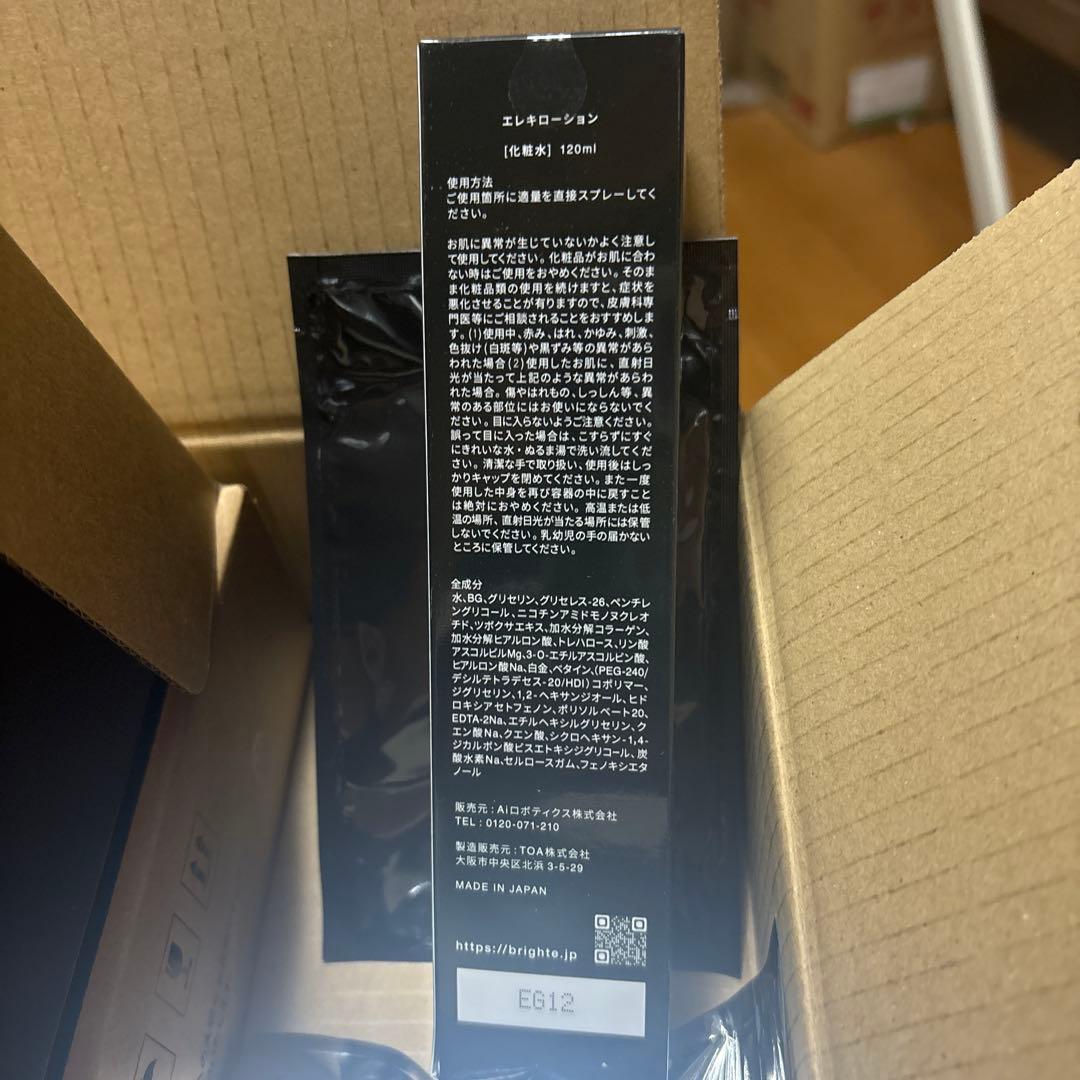 エレキローション
[化粧水] 120ml
使用方法
ご使用箇所に適量を直接スプレーしてく
ださい。
お肌に異常が生じていないかよく注意し
て使用してください。化粧品がお肌に合わ
ない時はご使用をおやめください。そのま
ま化粧品類の使用を続けますと、症状を
悪化させることが有りますので、皮膚科専
門医等にご相談されることをおすすめしま
す。(1)使用中、赤み、はれ、かゆみ、刺激、
色抜け(白斑等)や黒ずみ等の異常があら
われた場合(2)使用したお肌に、直射日
光が当たって上記のような異常があらわ
れた場合。傷やはれもの、しっしん等、異
常のある部位にはお使いにならないでく
ださい。目に入らないようご注意ください。
誤って目に入った場合は、こすらずにすぐ
にきれいな水・ぬるま湯で洗い流してくだ
さい。清潔な手で取り扱い、使用後はしっ
かりキャップを閉めてください。また一度
使用した中身を再び容器の中に戻すこと
は絶対におやめください。高温または低
温の場所、直射日光が当たる場所には保管
しないでください。乳幼児の手の届かない
ところに保管してください。
全成分
水、BG、グリセリン、グリセレス-26、ペンチレ
ングリコール、ニコチンアミドモノヌクレオ
チド、ツボクサエキス、加水分解コラーゲン、
加水分解ヒアルロン酸、トレハロース、リン酸
アスコルビルMg、3-O-エチルアスコルビン酸、
ヒアルロン酸Na、白金、ベタイン、(PEG-240/
デシルテトラデセス-20/HDI)コポリマー、
ジグリセリン、1,2-ヘキサンジオール、ヒド
ロキシアセトフェノン、ポリソルベート20、
EDTA-2Na、エチルヘキシルグリセリン、ク
エン酸Na、クエン酸、シクロヘキサン-1,4-
ジカルボン酸ビスエトキシジグリコール、炭
酸水素Na、セルロースガム、フェノキシエタ
ノール
販売元：Aiロボティクス株式会社
TEL：0120-071-210
製造販売元：TOA株式会社
大阪市中央区北浜 3-5-29
MADE IN JAPAN
https://brighte.jp
EG12